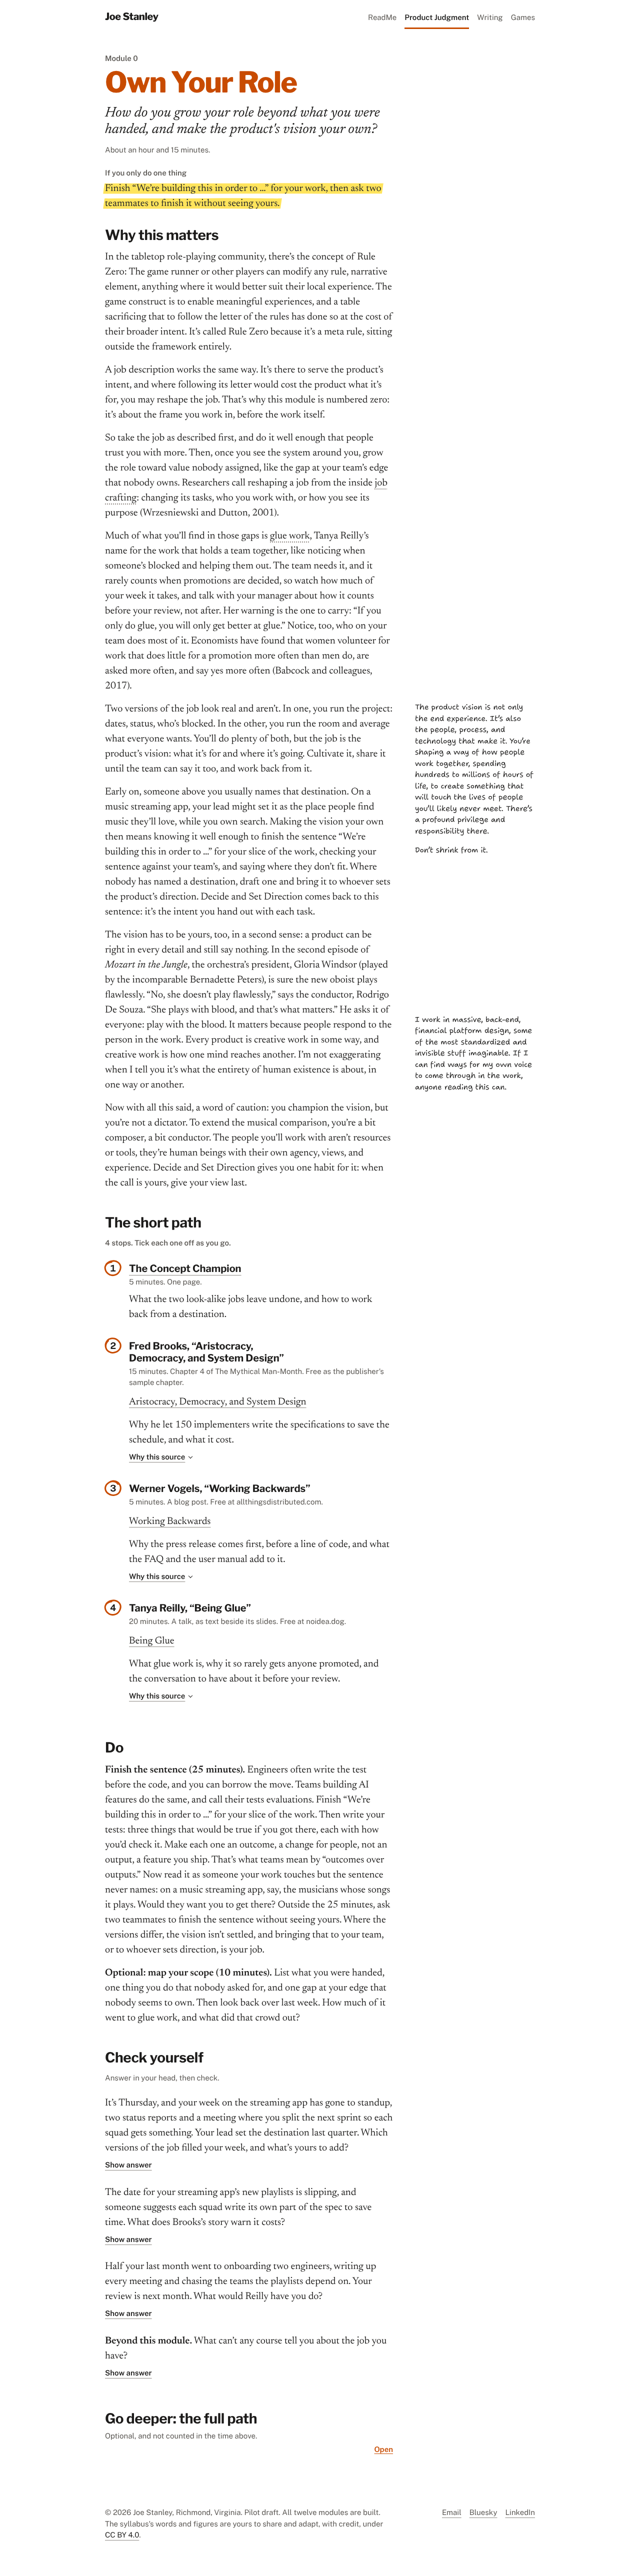 Joe Stanley
ReadMe Product Judgment Writing Games
Module 0
Own Your Role
How do you grow your role beyond what you were
handed, and make the product's vision your own?
About an hour and 15 minutes.
If you only do one thing
Finish “We’re building this in order to …” for your work, then ask two
teammates to finish it without seeing yours.
Why this matters
In the tabletop role-playing community, there’s the concept of Rule
Zero: The game runner or other players can modify any rule, narrative
element, anything where it would better suit their local experience. The
game construct is to enable meaningful experiences, and a table
sacrificing that to follow the letter of the rules has done so at the cost of
their broader intent. It’s called Rule Zero because it’s a meta rule, sitting
outside the framework entirely.
A job description works the same way. It’s there to serve the product’s
intent, and where following its letter would cost the product what it’s
for, you may reshape the job. That’s why this module is numbered zero:
it’s about the frame you work in, before the work itself.
So take the job as described first, and do it well enough that people
trust you with more. Then, once you see the system around you, grow
the role toward value nobody assigned, like the gap at your team’s edge
that nobody owns. Researchers call reshaping a job from the inside job
crafting: changing its tasks, who you work with, or how you see its
purpose (Wrzesniewski and Dutton, 2001).
Much of what you’ll find in those gaps is glue work, Tanya Reilly’s
name for the work that holds a team together, like noticing when
someone’s blocked and helping them out. The team needs it, and it
rarely counts when promotions are decided, so watch how much of
your week it takes, and talk with your manager about how it counts
before your review, not after. Her warning is the one to carry: “If you
only do glue, you will only get better at glue.” Notice, too, who on your
team does most of it. Economists have found that women volunteer for
work that does little for a promotion more often than men do, are
asked more often, and say yes more often (Babcock and colleagues,
2017).
Two versions of the job look real and aren’t. In one, you run the project:
dates, status, who’s blocked. In the other, you run the room and average
what everyone wants. You’ll do plenty of both, but the job is the
product’s vision: what it’s for and where it’s going. Cultivate it, share it
until the team can say it too, and work back from it.
The product vision is not only
the end experience. It’s also
the people, process, and
technology that make it. You’re
shaping a way of how people
work together, spending
hundreds to millions of hours of
life, to create something that
will touch the lives of people
you’ll likely never meet. There’s
a profound privilege and
responsibility there.
Don’t shrink from it.
Early on, someone above you usually names that destination. On a
music streaming app, your lead might set it as the place people find
music they’ll love, while you own search. Making the vision your own
then means knowing it well enough to finish the sentence “We’re
building this in order to …” for your slice of the work, checking your
sentence against your team’s, and saying where they don’t fit. Where
nobody has named a destination, draft one and bring it to whoever sets
the product’s direction. Decide and Set Direction comes back to this
sentence: it’s the intent you hand out with each task.
The vision has to be yours, too, in a second sense: a product can be
right in every detail and still say nothing. In the second episode of
Mozart in the Jungle, the orchestra’s president, Gloria Windsor (played
by the incomparable Bernadette Peters), is sure the new oboist plays
flawlessly. “No, she doesn’t play flawlessly,” says the conductor, Rodrigo
De Souza. “She plays with blood, and that’s what matters.” He asks it of
everyone: play with the blood. It matters because people respond to the
person in the work. Every product is creative work in some way, and
creative work is how one mind reaches another. I’m not exaggerating
when I tell you it’s what the entirety of human existence is about, in
one way or another.
I work in massive, back-end,
financial platform design, some
of the most standardized and
invisible stuff imaginable. If I
can find ways for my own voice
to come through in the work,
anyone reading this can.
Now with all this said, a word of caution: you champion the vision, but
you’re not a dictator. To extend the musical comparison, you’re a bit
composer, a bit conductor. The people you’ll work with aren’t resources
or tools, they’re human beings with their own agency, views, and
experience. Decide and Set Direction gives you one habit for it: when
the call is yours, give your view last.
The short path
4 stops. Tick each one off as you go.
1 The Concept Champion
5 minutes. One page.
What the two look-alike jobs leave undone, and how to work
back from a destination.
2 Fred Brooks, “Aristocracy,
Democracy, and System Design”
15 minutes. Chapter 4 of The Mythical Man-Month. Free as the publisher’s
sample chapter.
Aristocracy, Democracy, and System Design
Why he let 150 implementers write the specifications to save the
schedule, and what it cost.
Why this source
3 Werner Vogels, “Working Backwards”
5 minutes. A blog post. Free at allthingsdistributed.com.
Working Backwards
Why the press release comes first, before a line of code, and what
the FAQ and the user manual add to it.
Why this source
4 Tanya Reilly, “Being Glue”
20 minutes. A talk, as text beside its slides. Free at noidea.dog.
Being Glue
What glue work is, why it so rarely gets anyone promoted, and
the conversation to have about it before your review.
Why this source
Do
Finish the sentence (25 minutes). Engineers often write the test
before the code, and you can borrow the move. Teams building AI
features do the same, and call their tests evaluations. Finish “We’re
building this in order to …” for your slice of the work. Then write your
tests: three things that would be true if you got there, each with how
you’d check it. Make each one an outcome, a change for people, not an
output, a feature you ship. That’s what teams mean by “outcomes over
outputs.” Now read it as someone your work touches but the sentence
never names: on a music streaming app, say, the musicians whose songs
it plays. Would they want you to get there? Outside the 25 minutes, ask
two teammates to finish the sentence without seeing yours. Where the
versions differ, the vision isn’t settled, and bringing that to your team,
or to whoever sets direction, is your job.
Optional: map your scope (10 minutes). List what you were handed,
one thing you do that nobody asked for, and one gap at your edge that
nobody seems to own. Then look back over last week. How much of it
went to glue work, and what did that crowd out?
Check yourself
Answer in your head, then check.
It’s Thursday, and your week on the streaming app has gone to standup,
two status reports and a meeting where you split the next sprint so each
squad gets something. Your lead set the destination last quarter. Which
versions of the job filled your week, and what’s yours to add?
Show answer
The date for your streaming app’s new playlists is slipping, and
someone suggests each squad write its own part of the spec to save
time. What does Brooks’s story warn it costs?
Show answer
Half your last month went to onboarding two engineers, writing up
every meeting and chasing the teams the playlists depend on. Your
review is next month. What would Reilly have you do?
Show answer
Beyond this module. What can’t any course tell you about the job you
have?
Show answer
Go deeper: the full path
Optional, and not counted in the time above.
Open
© 2026 Joe Stanley, Richmond, Virginia. Pilot draft. All twelve modules are built.
The syllabus’s words and figures are yours to share and adapt, with credit, under
CC BY 4.0.
Email Bluesky LinkedIn